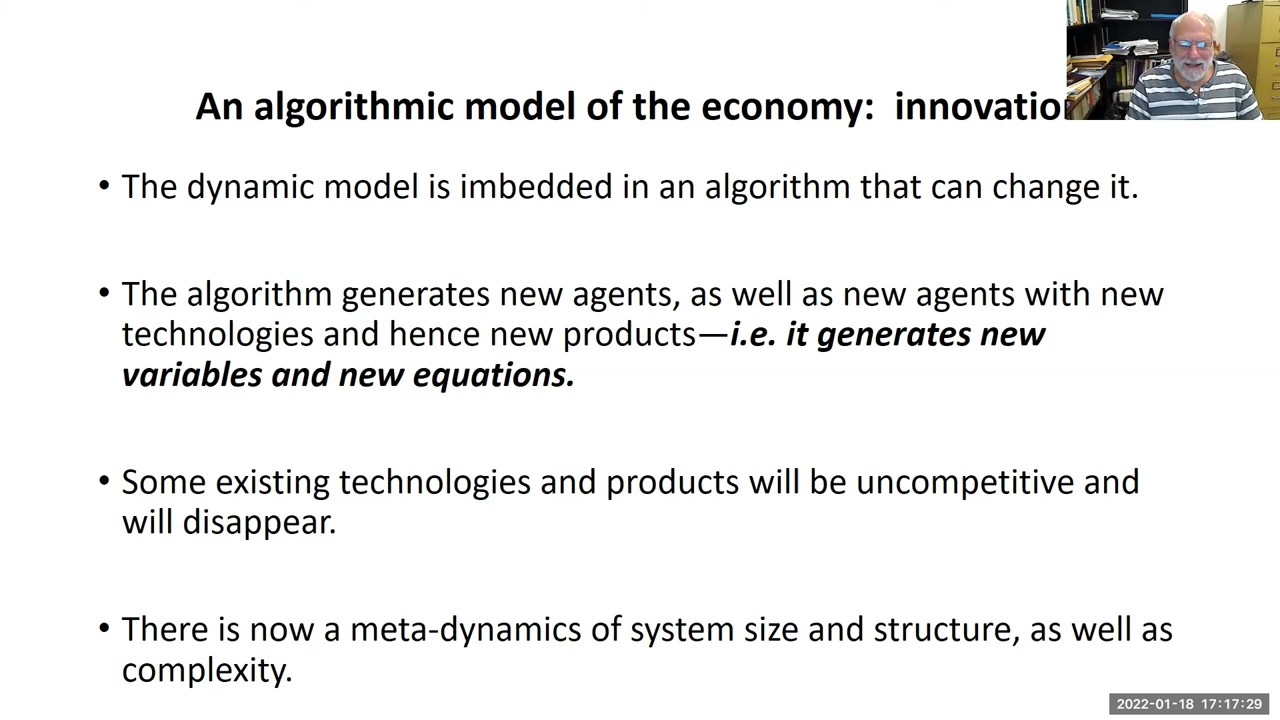 An algorithmic model of the economy:  innovatio
• The dynamic model is imbedded in an algorithm that can change it.
• The algorithm generates new agents, as well as new agents with new
technologies and hence new products—i.e. it generates new
variables and new equations.
• Some existing technologies and products will be uncompetitive and
will disappear.
• There is now a meta-dynamics of system size and structure, as well as
complexity.
2022-01-18 17:17:29